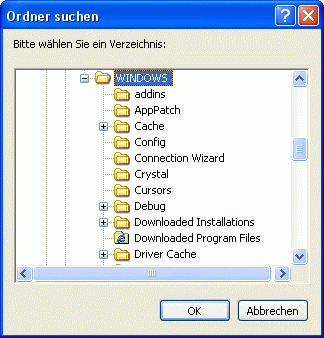 Ordner suchen
Bitte wählen Sie ein Verzeichnis:
WINDOWS
addins
AppPatch
Cache
Config
Connection Wizard
Crystal
Cursors
Debug
Downloaded Installations
Downloaded Program Files
Driver Cache
OK
Abbrechen